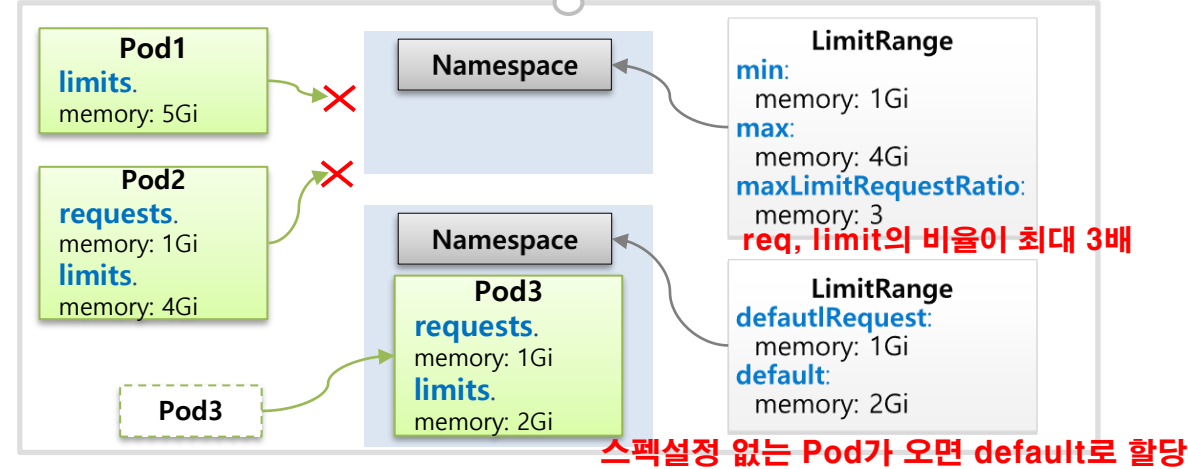 Pod1
limits.
memory: 5Gi
Pod2
requests.
memory: 1Gi
limits.
memory: 4Gi
Pod3
Namespace
Namespace
Pod3
requests.
memory: 1Gi
limits.
memory: 2Gi
LimitRange
min:
memory: 1Gi
max:
memory: 4Gi
maxLimitRequestRatio:
memory: 3
req, limit의 비율이 최대 3배
LimitRange
defautlRequest:
memory: 1Gi
default:
memory: 2Gi
스펙설정 없는 Pod가 오면 default로 할당